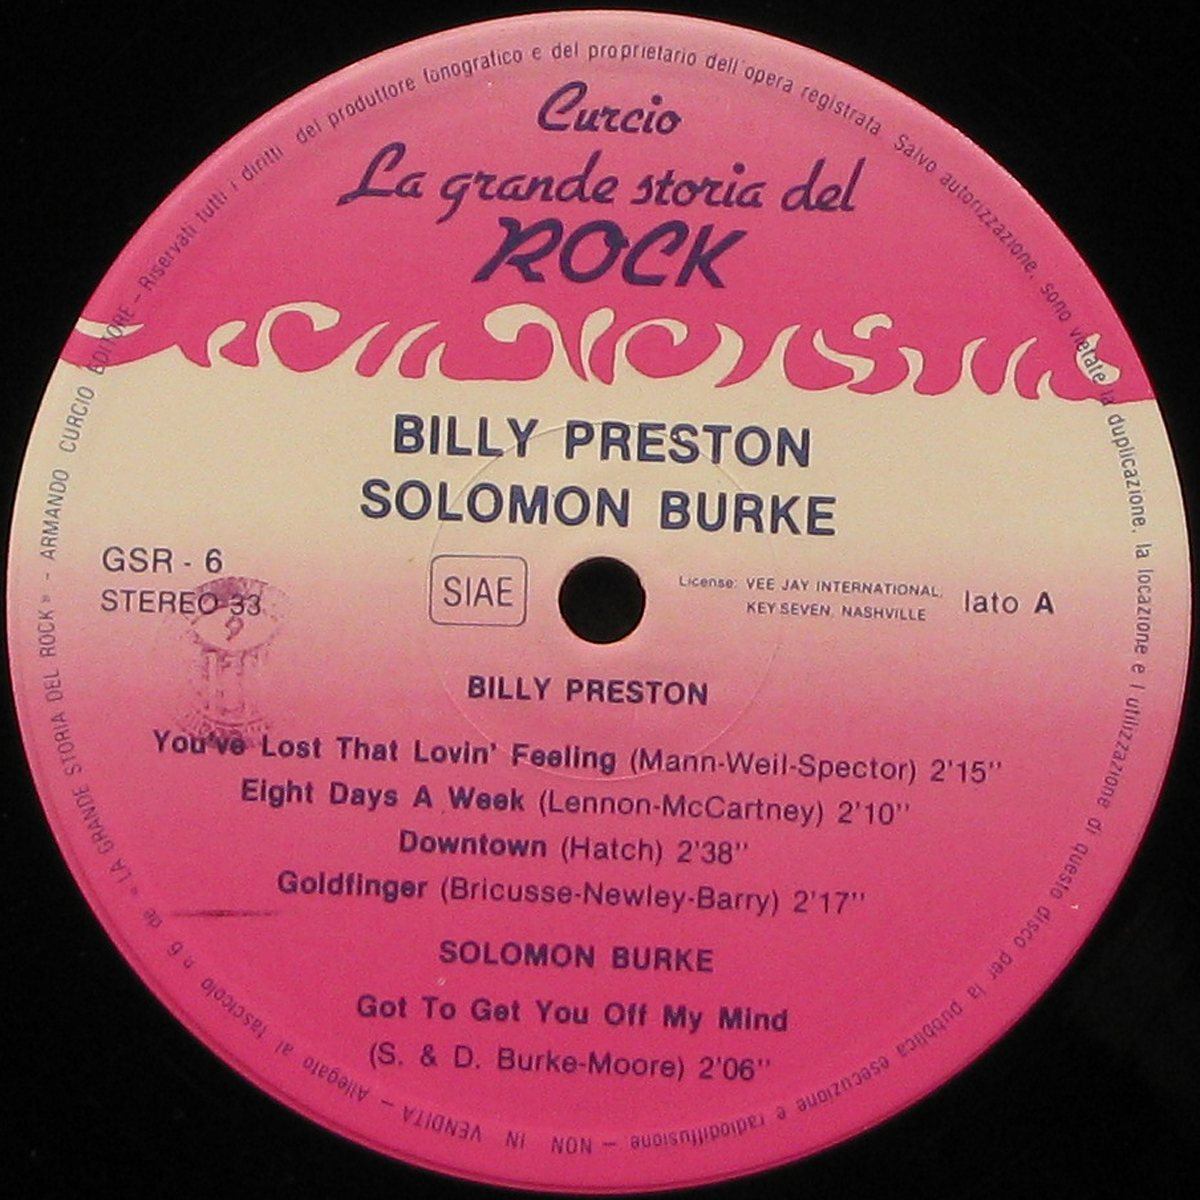 Curcio
La grande storia del
ROCK
BILLY PRESTON
SOLOMON BURKE
GSR - 6
STEREO 33
SIAE
License: VEE JAY INTERNATIONAL,
KEY SEVEN, NASHVILLE
lato A
BILLY PRESTON
You've Lost That Lovin' Feeling (Mann-Weil-Spector) 2'15''
Eight Days A Week (Lennon-McCartney) 2'10''
Downtown (Hatch) 2'38''
Goldfinger (Bricusse-Newley-Barry) 2'17''
SOLOMON BURKE
Got To Get You Off My Mind
(S. & D. Burke-Moore) 2'06''
NON IN VENDITA — Allegato al fascicolo n.6 de «LA GRANDE STORIA DEL ROCK» - ARMANDO CURCIO EDITORE - Riservati tutti i diritti del produttore fonografico e del proprietario dell'opera registrata Salvo autorizzazione, sono vietate la duplicazione, la locazione e l'utilizzazione di questo disco per la pubblica esecuzione e radiodiffusione —